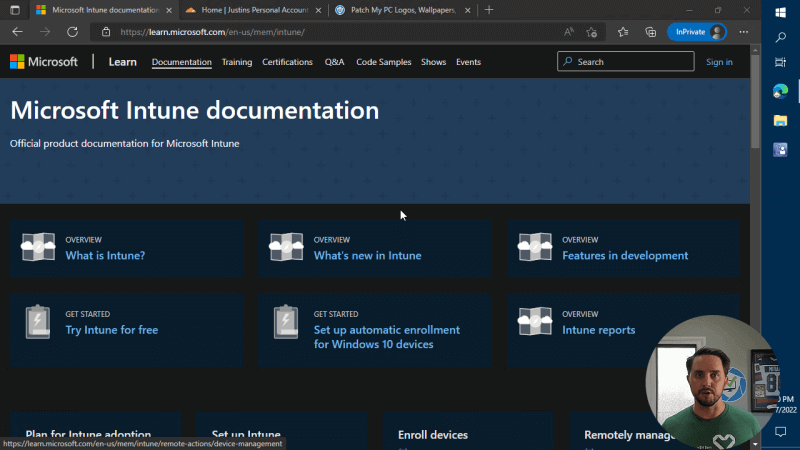 Microsoft Intune documentation
Home | Justins Personal Account
Patch My PC Logos, Wallpapers,
https://learn.microsoft.com/en-us/mem/intune/
InPrivate
Microsoft
Learn
Documentation
Training
Certifications
Q&A
Code Samples
Shows
Events
Search
Sign in
Microsoft Intune documentation
Official product documentation for Microsoft Intune
OVERVIEW
What is Intune?
OVERVIEW
What's new in Intune
OVERVIEW
Features in development
GET STARTED
Try Intune for free
GET STARTED
Set up automatic enrollment
for Windows 10 devices
OVERVIEW
Intune reports
Plan for Intune adoption
Set up Intune
Enroll devices
Remotely manag
https://learn.microsoft.com/en-us/mem/intune/remote-actions/device-management
PM
7/2022